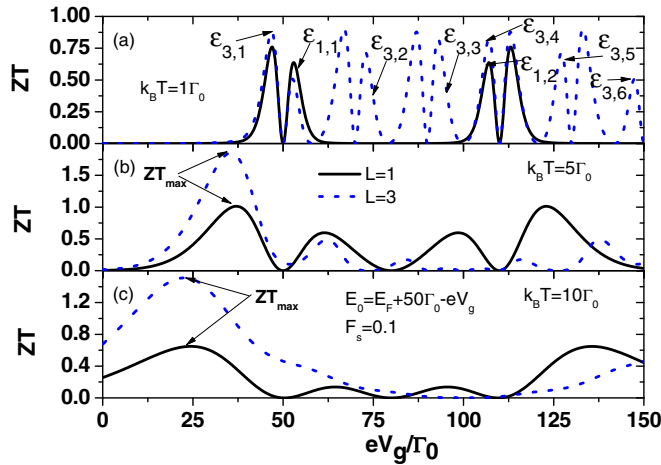 (a)
ε3,1
ε1,1
ε3,2
ε3,3
ε3,4
ε1,2
ε3,5
ε3,6
kBT=1Γ0
ZT
1.00
0.75
0.50
0.25
0.00
(b)
ZTmax
L=1
L=3
kBT=5Γ0
ZT
1.5
1.0
0.5
0.0
(c)
ZTmax
E0=EF+50Γ0-eVg
Fs=0.1
kBT=10Γ0
ZT
1.2
0.8
0.4
0.0
0 25 50 75 100 125 150
eVg/Γ0